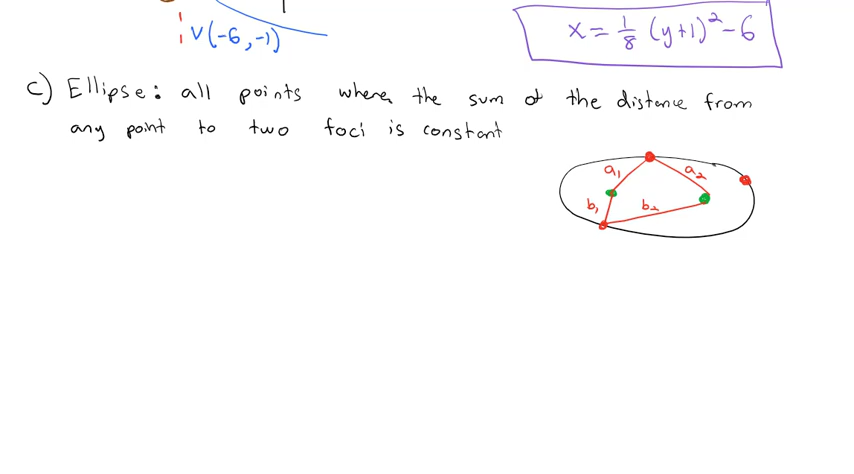 V(-6, -1)
x = 1/8 (y+1)² - 6
c) Ellipse: all points where the sum of the distance from
any point to two foci is constant
a₁ a₂
b₁ b₂